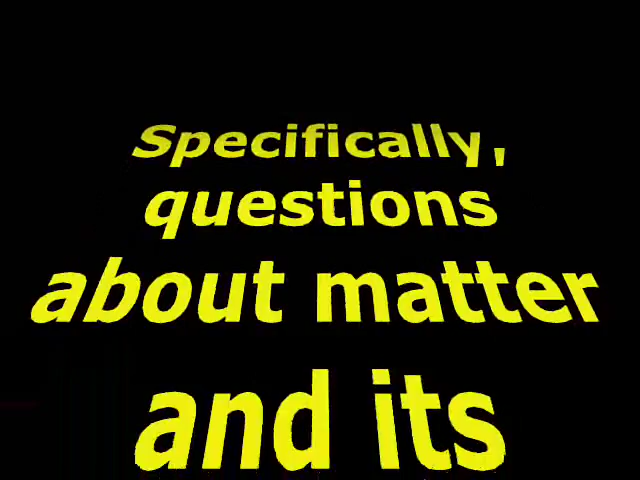 Specifically,
questions
about matter
and its